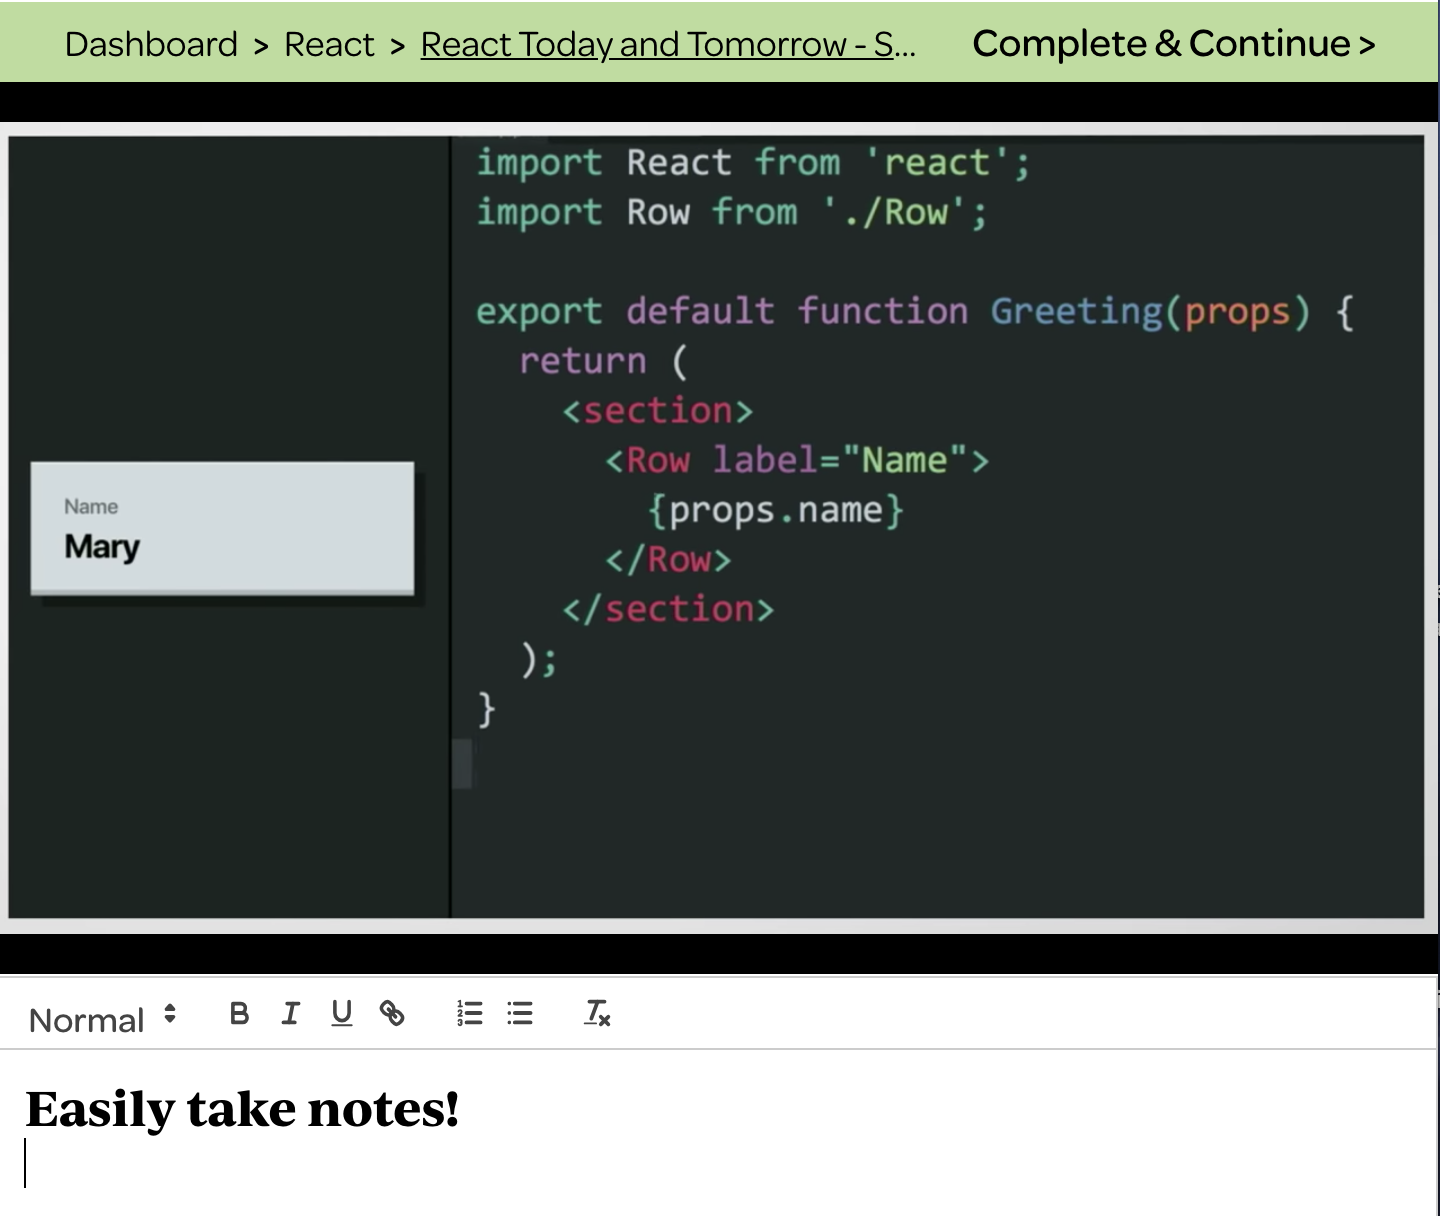 Dashboard > React > React Today and Tomorrow - S... Complete & Continue >
import React from 'react';
import Row from './Row';
export default function Greeting(props) {
  return (
    <section>
      <Row label="Name">
        {props.name}
      </Row>
    </section>
  );
}
Name
Mary
Normal B I U Tx
Easily take notes!